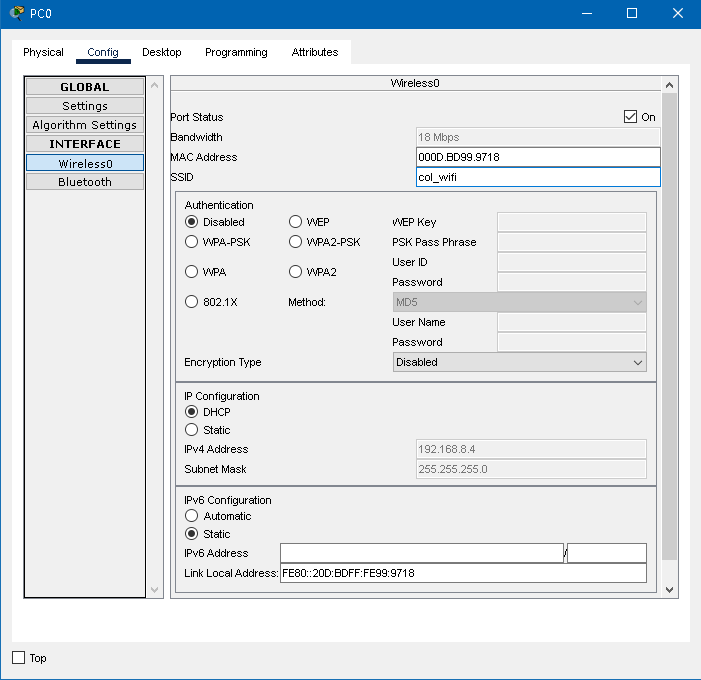 PC0
Physical Config Desktop Programming Attributes
GLOBAL
Settings
Algorithm Settings
INTERFACE
Wireless0
Bluetooth
Wireless0
Port Status On
Bandwidth 18 Mbps
MAC Address 000D.BD99.9718
SSID col_wifi
Authentication
Disabled WEP WEP Key
WPA-PSK WPA2-PSK PSK Pass Phrase
User ID
WPA WPA2
Password
802.1X Method: MD5
User Name
Password
Encryption Type Disabled
IP Configuration
DHCP
Static
IPv4 Address 192.168.8.4
Subnet Mask 255.255.255.0
IPv6 Configuration
Automatic
Static
IPv6 Address /
Link Local Address: FE80::20D:BDFF:FE99:9718
Top